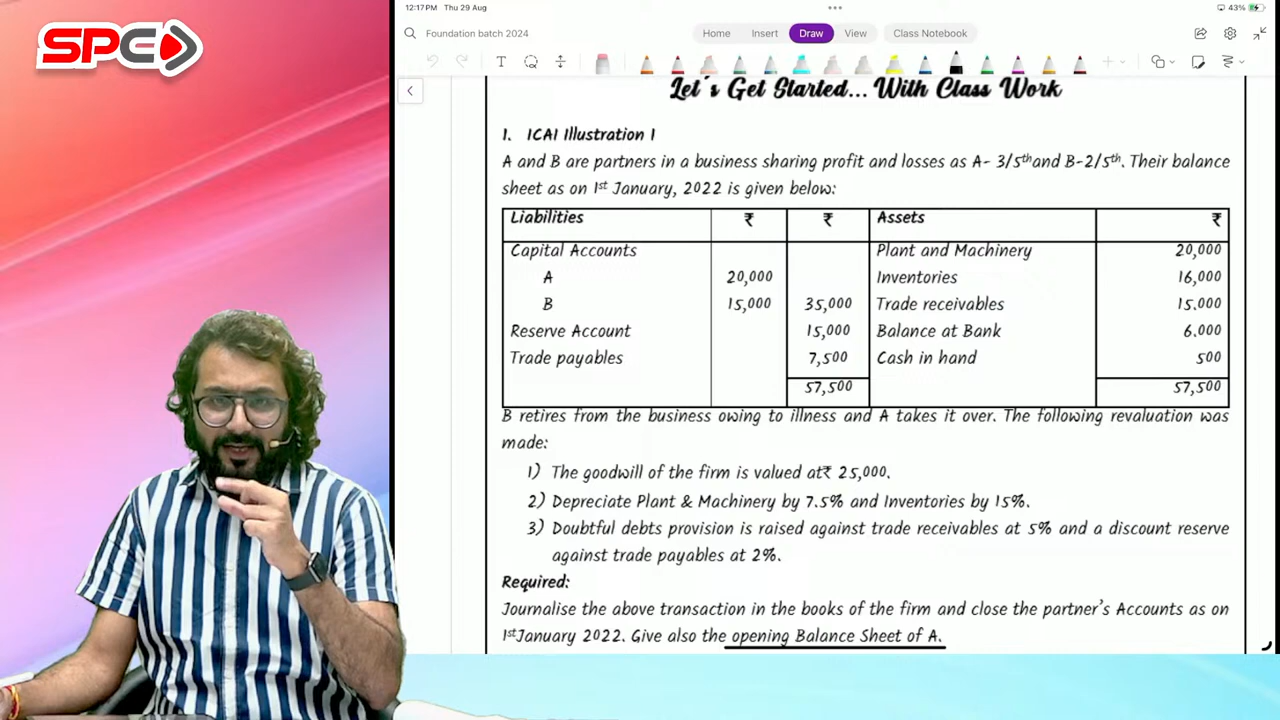 SPC
12:17 PM Thu 29 Aug
43%
Foundation batch 2024
Home Insert Draw View Class Notebook
Let's Get Started... With Class Work
1. ICAI Illustration 1
A and B are partners in a business sharing profit and losses as A- 3/5thand B-2/5th. Their balance
sheet as on 1st January, 2022 is given below:
Liabilities ₹ ₹ Assets ₹
Capital Accounts Plant and Machinery 20,000
A 20,000 Inventories 16,000
B 15,000 35,000 Trade receivables 15.000
Reserve Account 15,000 Balance at Bank 6.000
Trade payables 7,500 Cash in hand 500
57,500 57,500
B retires from the business owing to illness and A takes it over. The following revaluation was
made:
1) The goodwill of the firm is valued at₹ 25,000.
2) Depreciate Plant & Machinery by 7.5% and Inventories by 15%.
3) Doubtful debts provision is raised against trade receivables at 5% and a discount reserve
against trade payables at 2%.
Required:
Journalise the above transaction in the books of the firm and close the partner's Accounts as on
1stJanuary 2022. Give also the opening Balance Sheet of A.